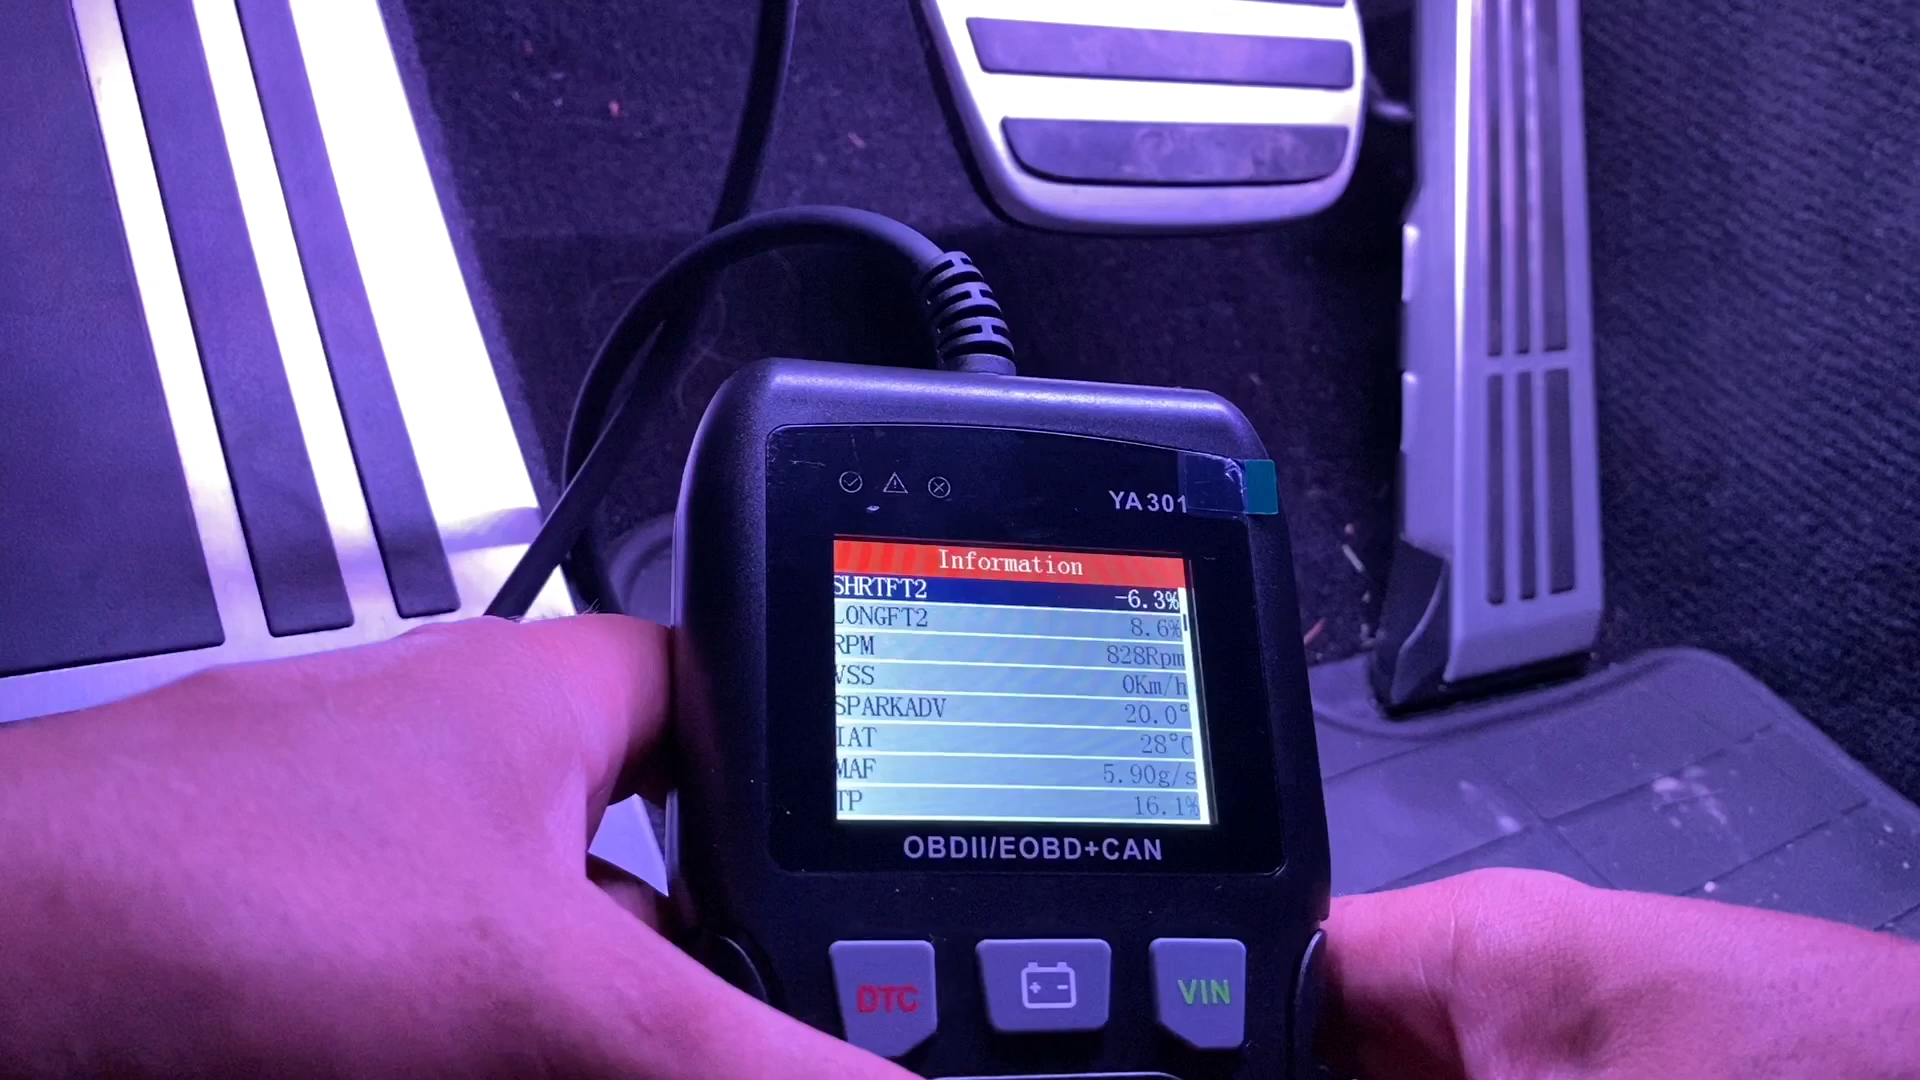 YA301
Information
SHRTFT2 -6.3%
LONGFT2 8.6%
RPM 828Rpm
VSS 0Km/h
SPARKADV 20.0°
IAT 28°C
MAF 5.90g/s
TP 16.1%
OBDII/EOBD+CAN
DTC
VIN